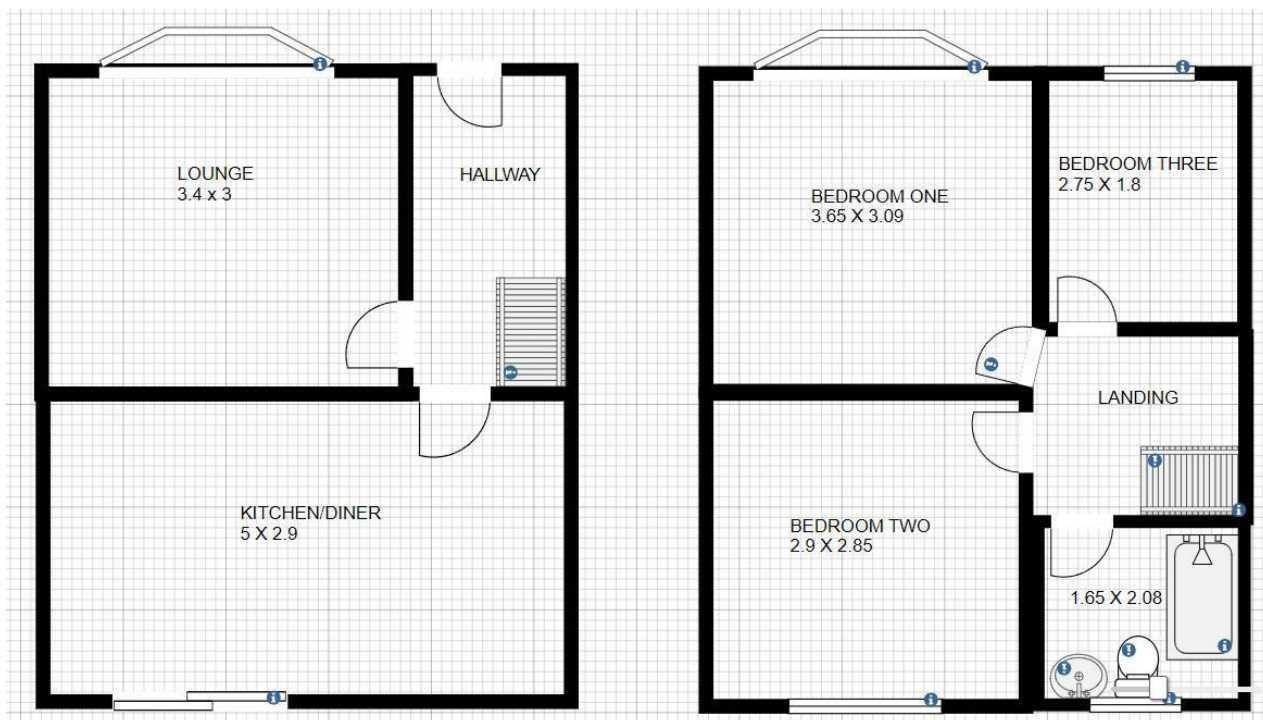 LOUNGE
3.4 x 3
HALLWAY
KITCHEN/DINER
5 X 2.9
BEDROOM ONE
3.65 X 3.09
BEDROOM THREE
2.75 X 1.8
LANDING
BEDROOM TWO
2.9 X 2.85
1.65 X 2.08